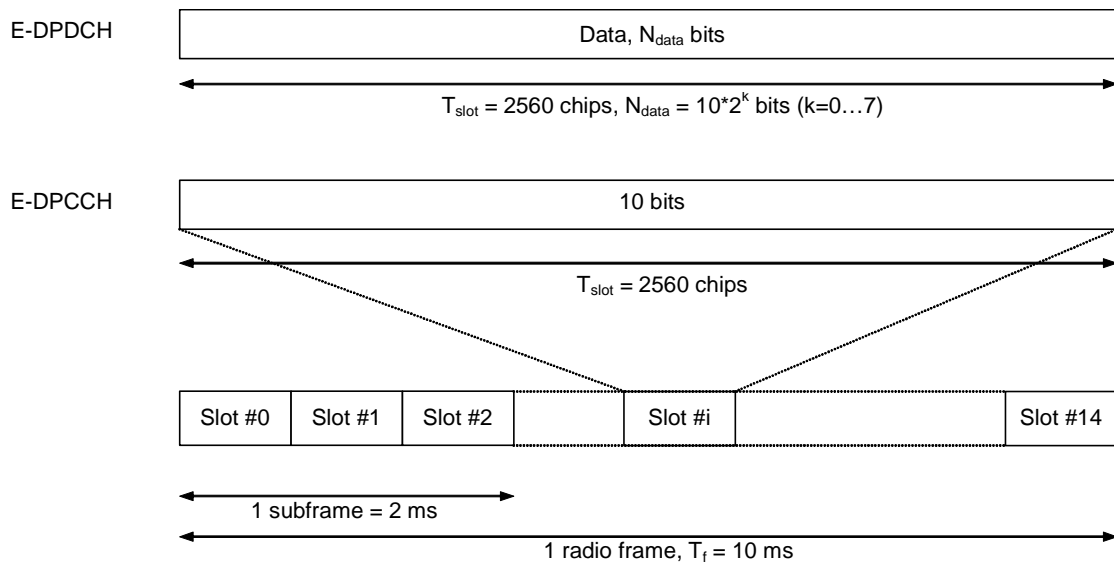 E-DPDCH
Data, N_data bits
T_slot = 2560 chips, N_data = 10*2^k bits (k=0…7)
E-DPCCH
10 bits
T_slot = 2560 chips
Slot #0 Slot #1 Slot #2 Slot #i Slot #14
1 subframe = 2 ms
1 radio frame, T_f = 10 ms